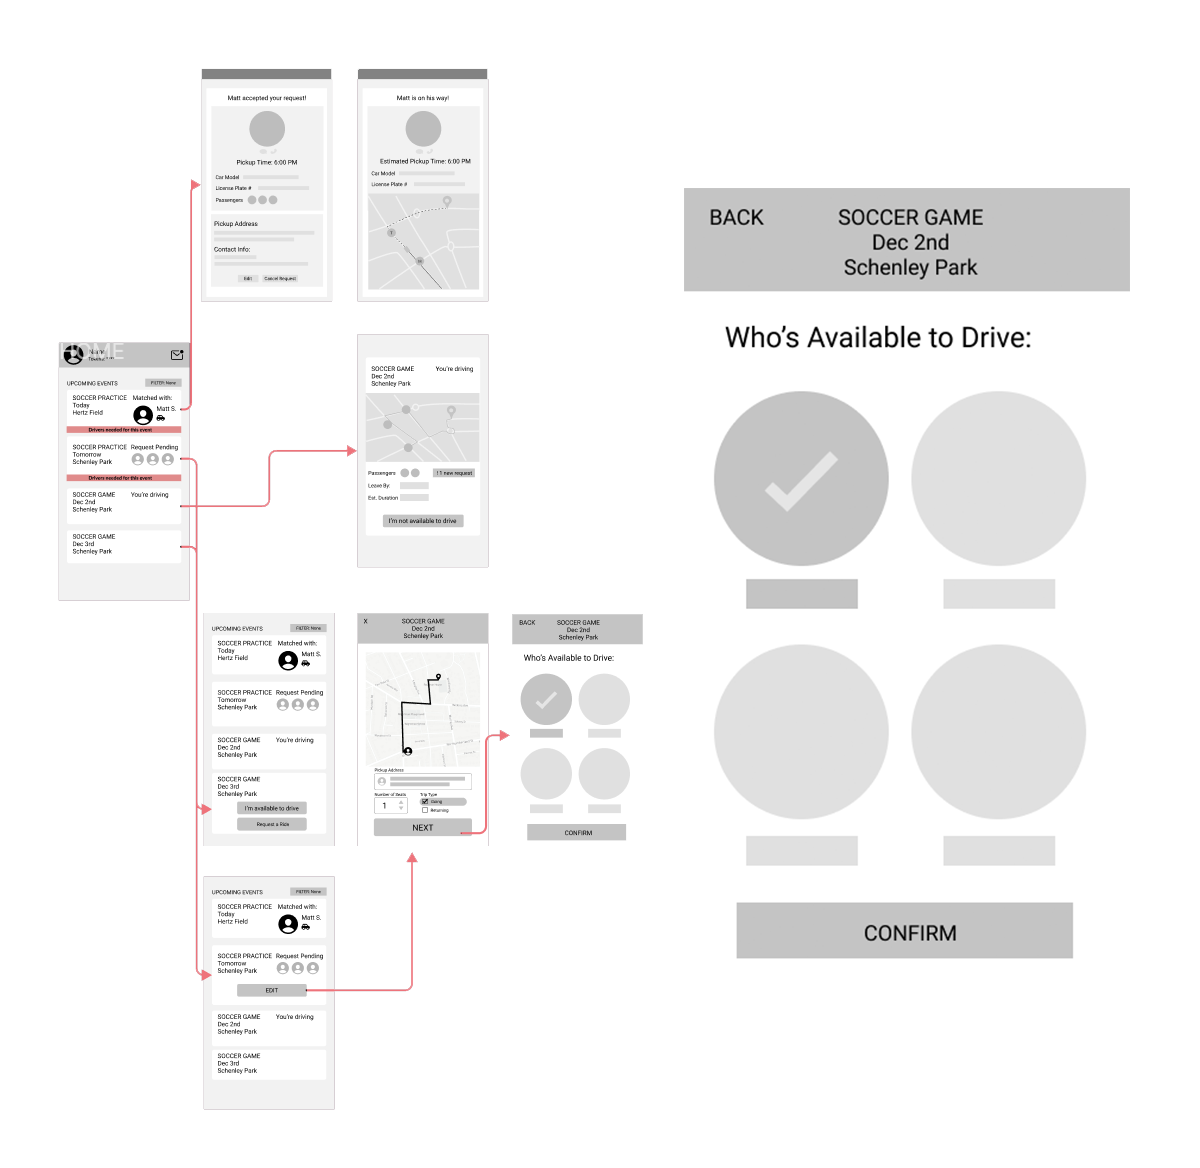 Matt accepted your request!
Pickup Time: 6:00 PM
Car Model
License Plate #
Passengers
Pickup Address
Contact Info:
Edit
Cancel Request
Matt is on his way!
Estimated Pickup Time: 6:00 PM
Car Model
License Plate #
HOME
Name
UPCOMING EVENTS
FILTER: None
SOCCER PRACTICE
Today
Hertz Field
Matched with:
Matt S.
Drivers needed for this event
SOCCER PRACTICE
Tomorrow
Schenley Park
Request Pending
Drivers needed for this event
SOCCER GAME
Dec 2nd
Schenley Park
You're driving
SOCCER GAME
Dec 3rd
Schenley Park
SOCCER GAME
Dec 2nd
Schenley Park
You're driving
Passengers
! 1 new request
Leave By:
Est. Duration
I'm not available to drive
UPCOMING EVENTS
FILTER: None
SOCCER PRACTICE
Today
Hertz Field
Matched with:
Matt S.
SOCCER PRACTICE
Tomorrow
Schenley Park
Request Pending
SOCCER GAME
Dec 2nd
Schenley Park
You're driving
SOCCER GAME
Dec 3rd
Schenley Park
I'm available to drive
Request a Ride
X
SOCCER GAME
Dec 2nd
Schenley Park
Pickup Address
Number of Seats
1
Trip Type
Going
Returning
NEXT
BACK
SOCCER GAME
Dec 2nd
Schenley Park
Who's Available to Drive:
CONFIRM
UPCOMING EVENTS
FILTER: None
SOCCER PRACTICE
Today
Hertz Field
Matched with:
Matt S.
SOCCER PRACTICE
Tomorrow
Schenley Park
Request Pending
EDIT
SOCCER GAME
Dec 2nd
Schenley Park
You're driving
SOCCER GAME
Dec 3rd
Schenley Park
BACK
SOCCER GAME
Dec 2nd
Schenley Park
Who's Available to Drive:
CONFIRM